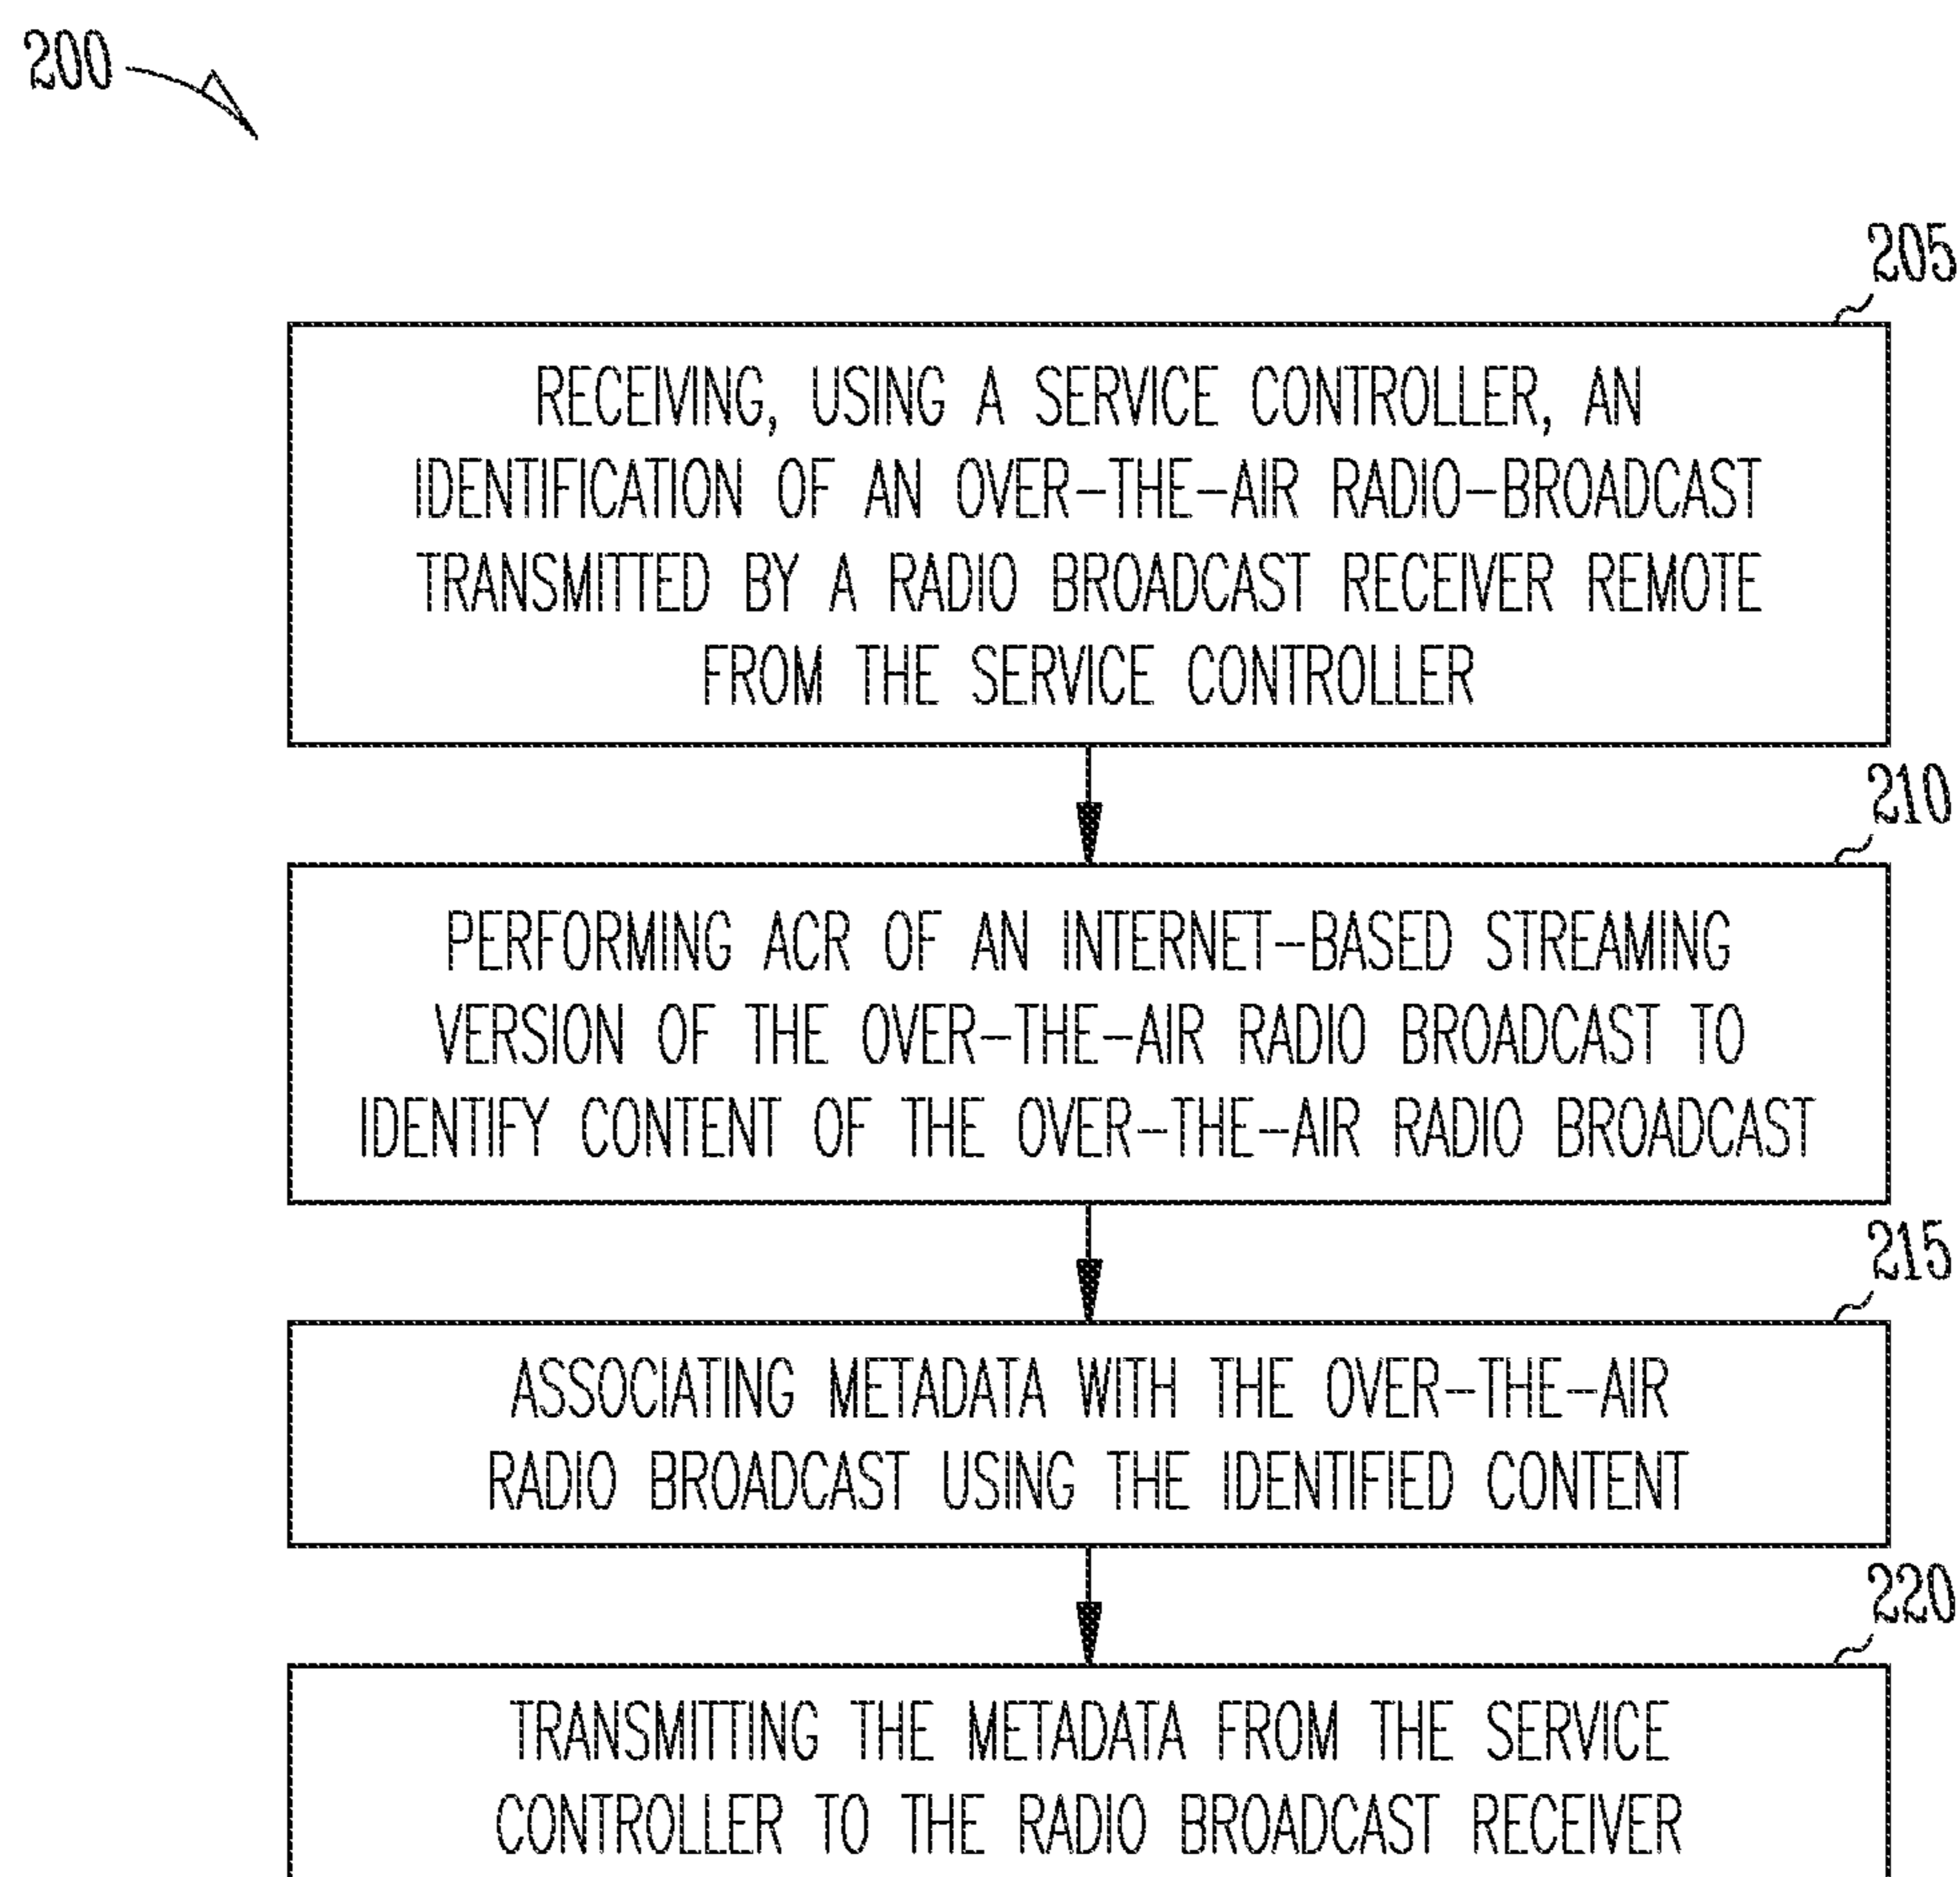 200
205
RECEIVING, USING A SERVICE CONTROLLER, AN
IDENTIFICATION OF AN OVER-THE-AIR RADIO-BROADCAST
TRANSMITTED BY A RADIO BROADCAST RECEIVER REMOTE
FROM THE SERVICE CONTROLLER
210
PERFORMING ACR OF AN INTERNET-BASED STREAMING
VERSION OF THE OVER-THE-AIR RADIO BROADCAST TO
IDENTIFY CONTENT OF THE OVER-THE-AIR RADIO BROADCAST
215
ASSOCIATING METADATA WITH THE OVER-THE-AIR
RADIO BROADCAST USING THE IDENTIFIED CONTENT
220
TRANSMITTING THE METADATA FROM THE SERVICE
CONTROLLER TO THE RADIO BROADCAST RECEIVER